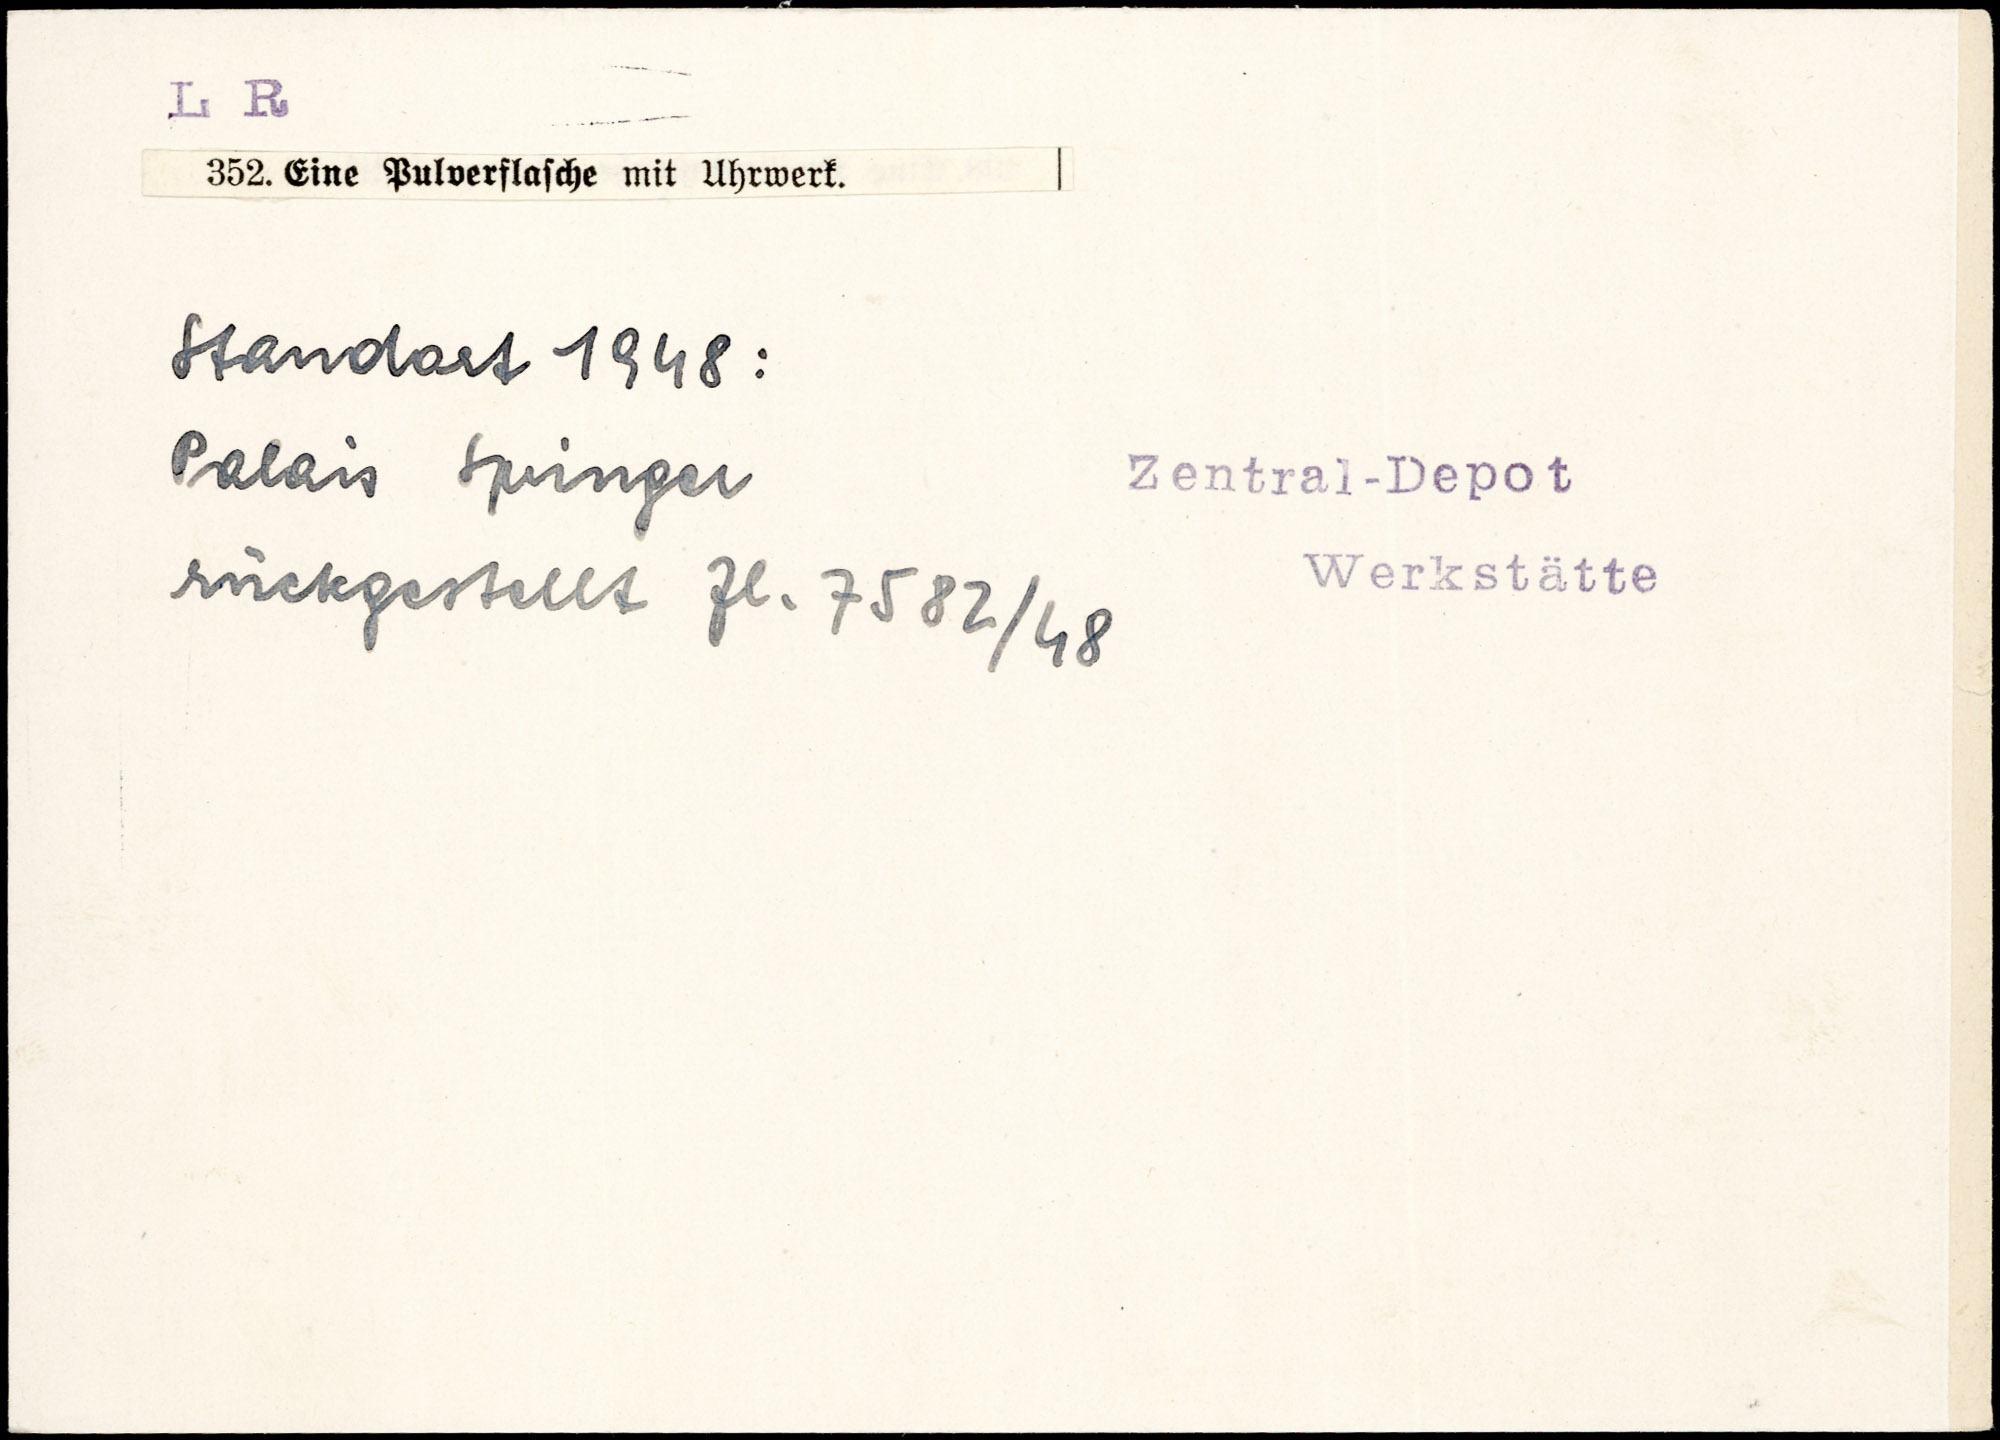 L R
352. Eine Pulverflasche mit Uhrwerk.
Standort 1948:
Palais Springer
Zentral-Depot
rückgestellt Zl. 7582/48
Werkstätte